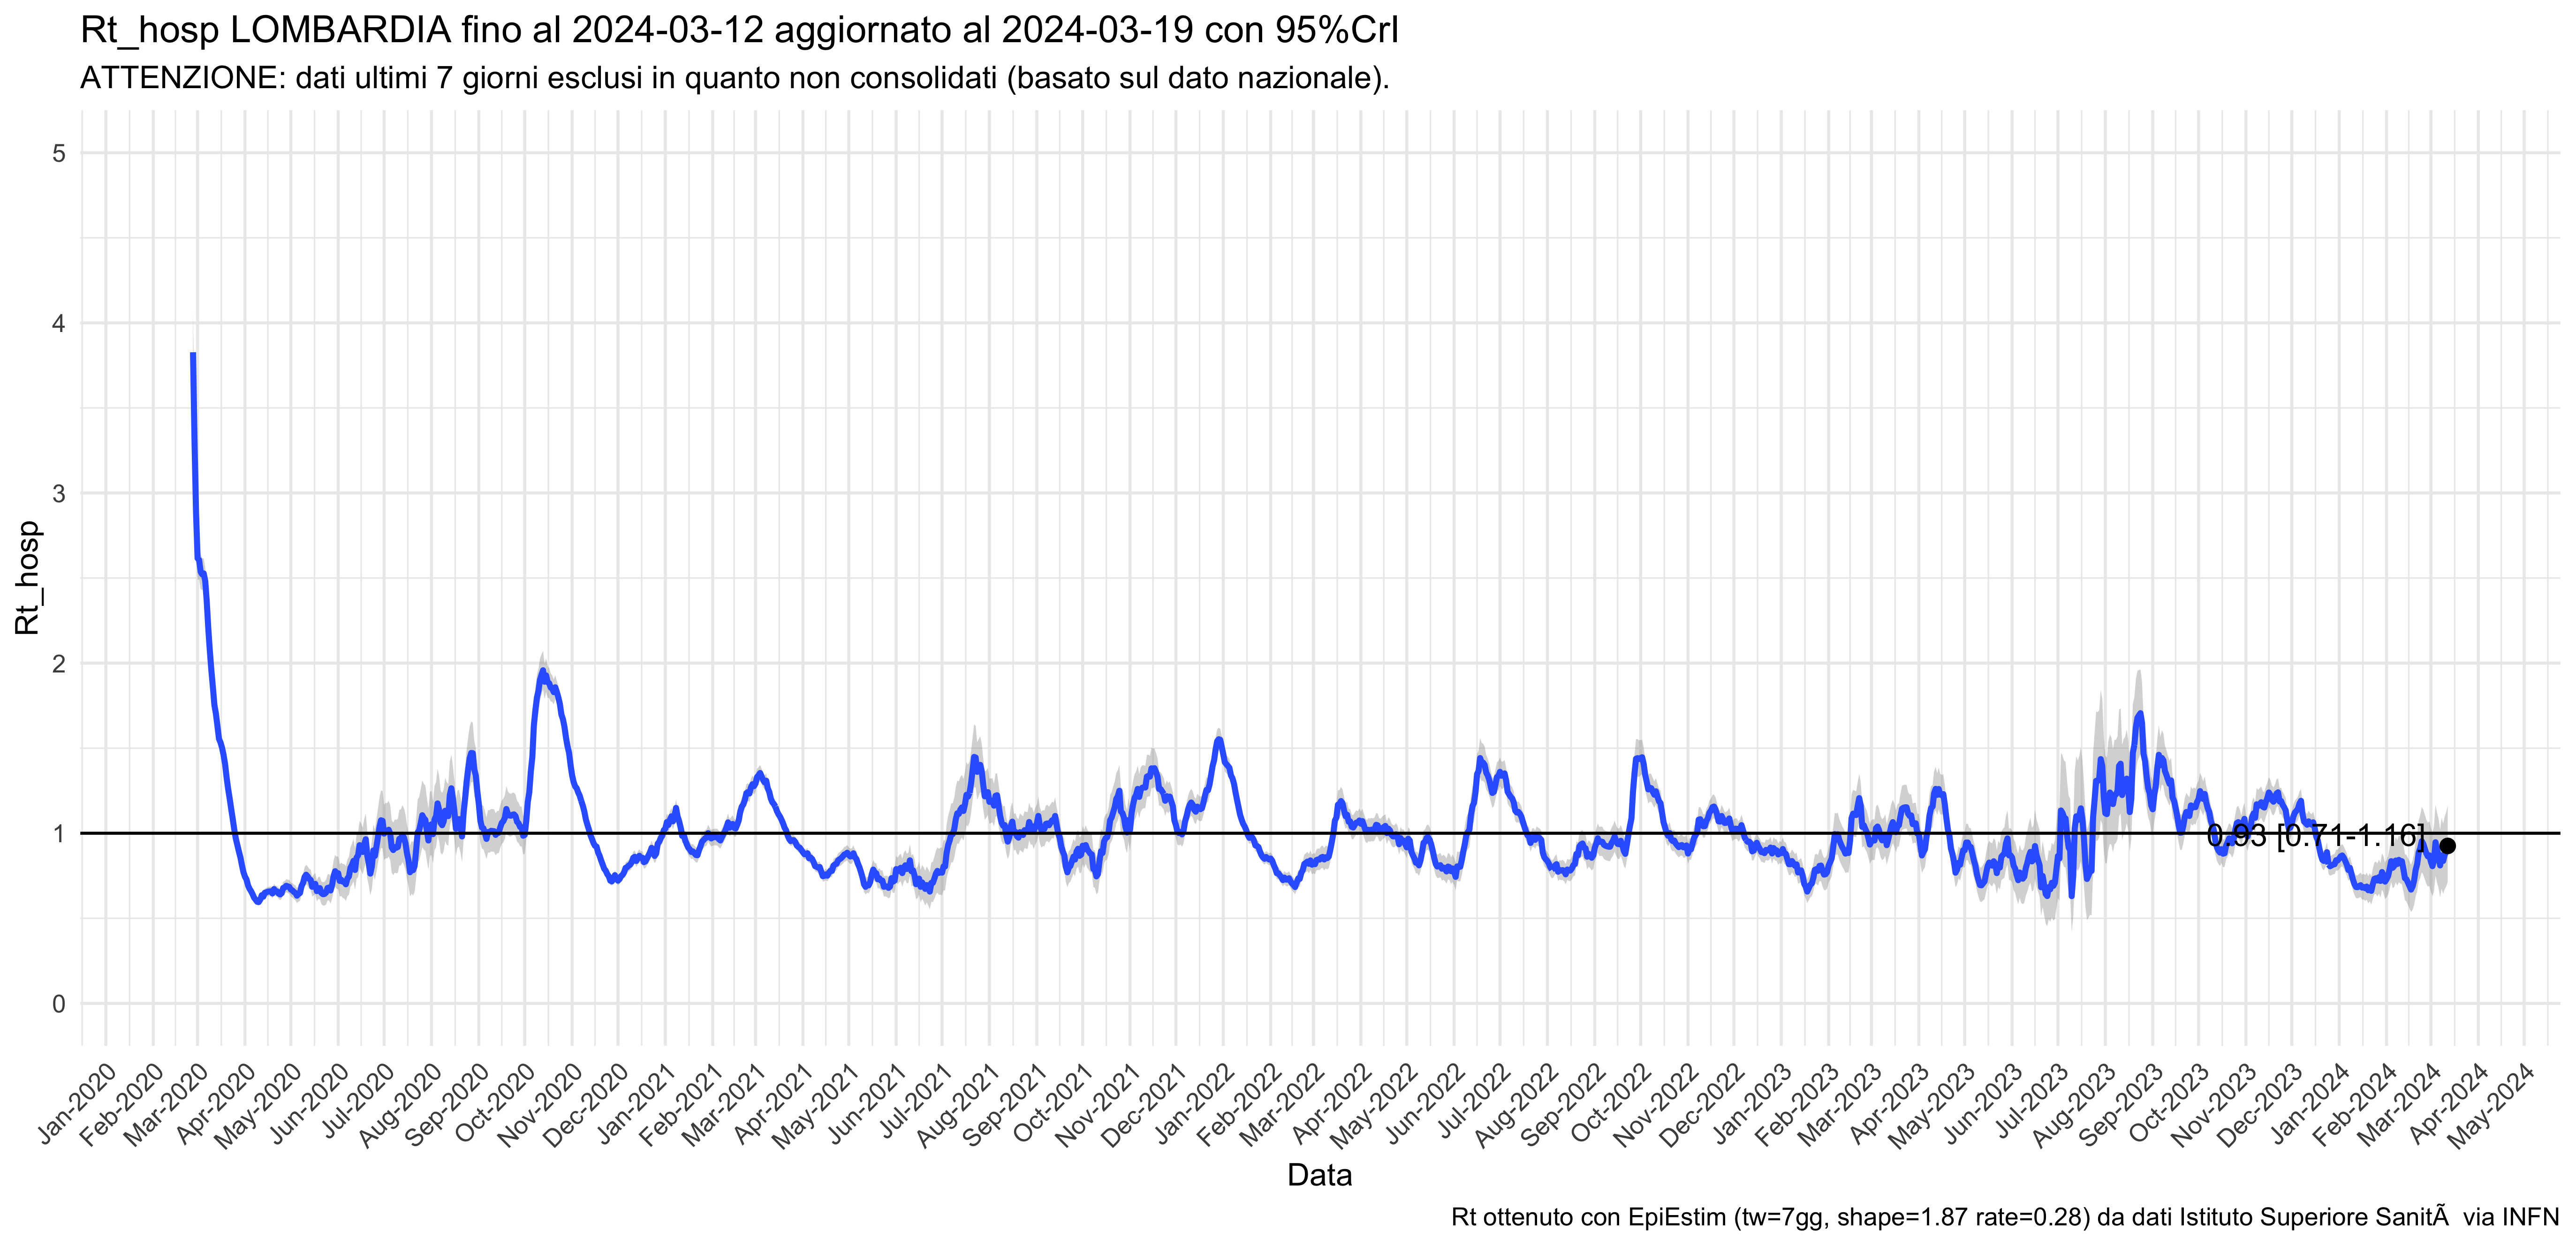 Rt_hosp LOMBARDIA fino al 2024-03-12 aggiornato al 2024-03-19 con 95%CrI
ATTENZIONE: dati ultimi 7 giorni esclusi in quanto non consolidati (basato sul dato nazionale).
5
4
3
2
1
0
Rt_hosp
0.93 [0.71-1.16]
Jan-2020
Feb-2020
Mar-2020
Apr-2020
May-2020
Jun-2020
Jul-2020
Aug-2020
Sep-2020
Oct-2020
Nov-2020
Dec-2020
Jan-2021
Feb-2021
Mar-2021
Apr-2021
May-2021
Jun-2021
Jul-2021
Aug-2021
Sep-2021
Oct-2021
Nov-2021
Dec-2021
Jan-2022
Feb-2022
Mar-2022
Apr-2022
May-2022
Jun-2022
Jul-2022
Aug-2022
Sep-2022
Oct-2022
Nov-2022
Dec-2022
Jan-2023
Feb-2023
Mar-2023
Apr-2023
May-2023
Jun-2023
Jul-2023
Aug-2023
Sep-2023
Oct-2023
Nov-2023
Dec-2023
Jan-2024
Feb-2024
Mar-2024
Apr-2024
May-2024
Data
Rt ottenuto con EpiEstim (tw=7gg, shape=1.87 rate=0.28) da dati Istituto Superiore SanitÃ  via INFN